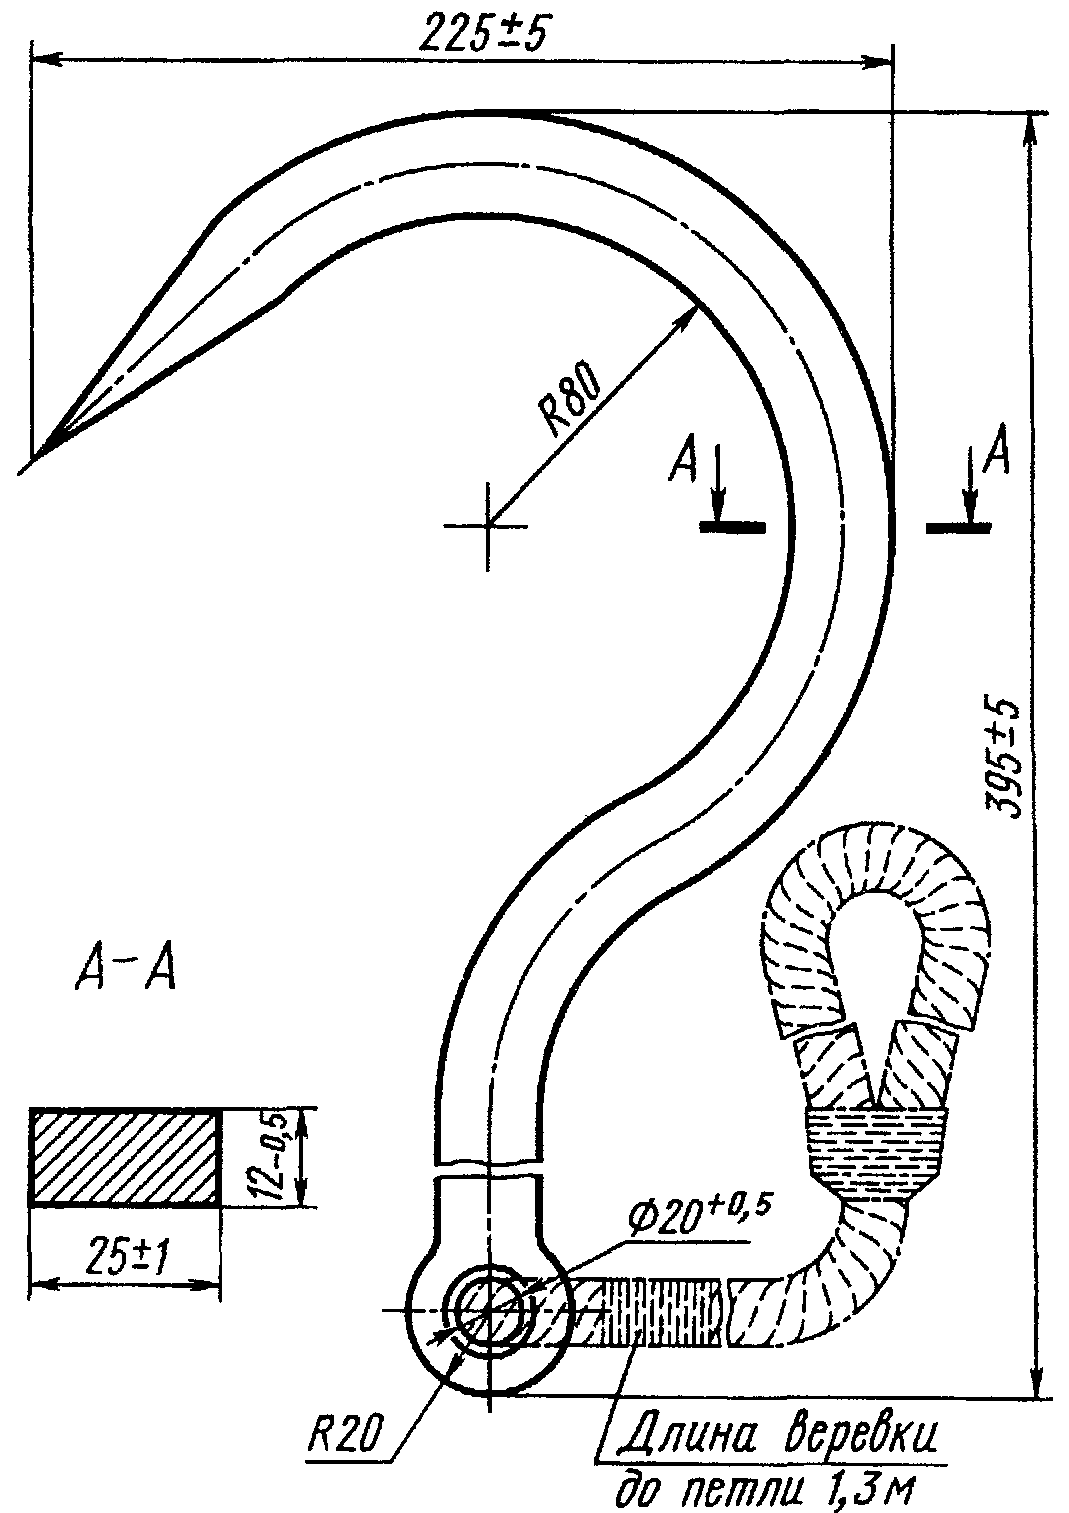 225±5
R80
А
А
395±5
А-А
12-0,5
25±1
Ф20+0,5
R20
Длина веревки
до петли 1,3м